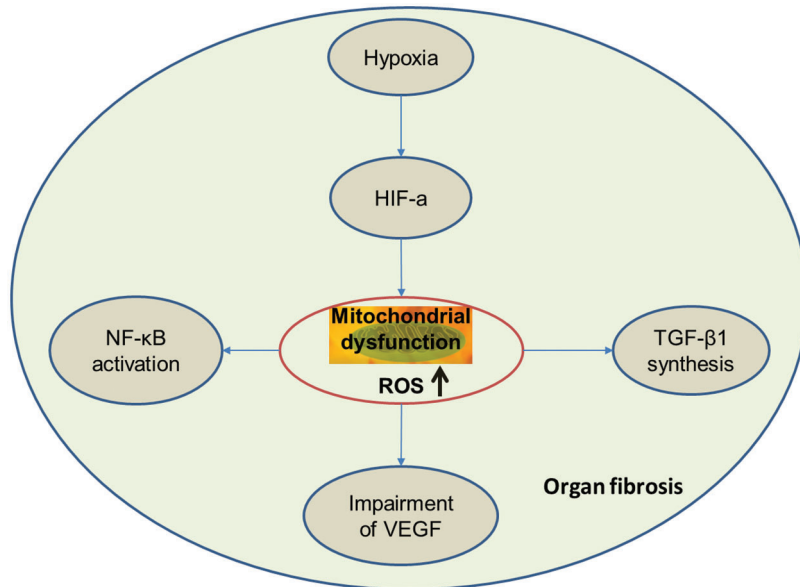 Hypoxia
HIF-a
Mitochondrial
dysfunction
ROS
NF-κB
activation
TGF-β1
synthesis
Impairment
of VEGF
Organ fibrosis